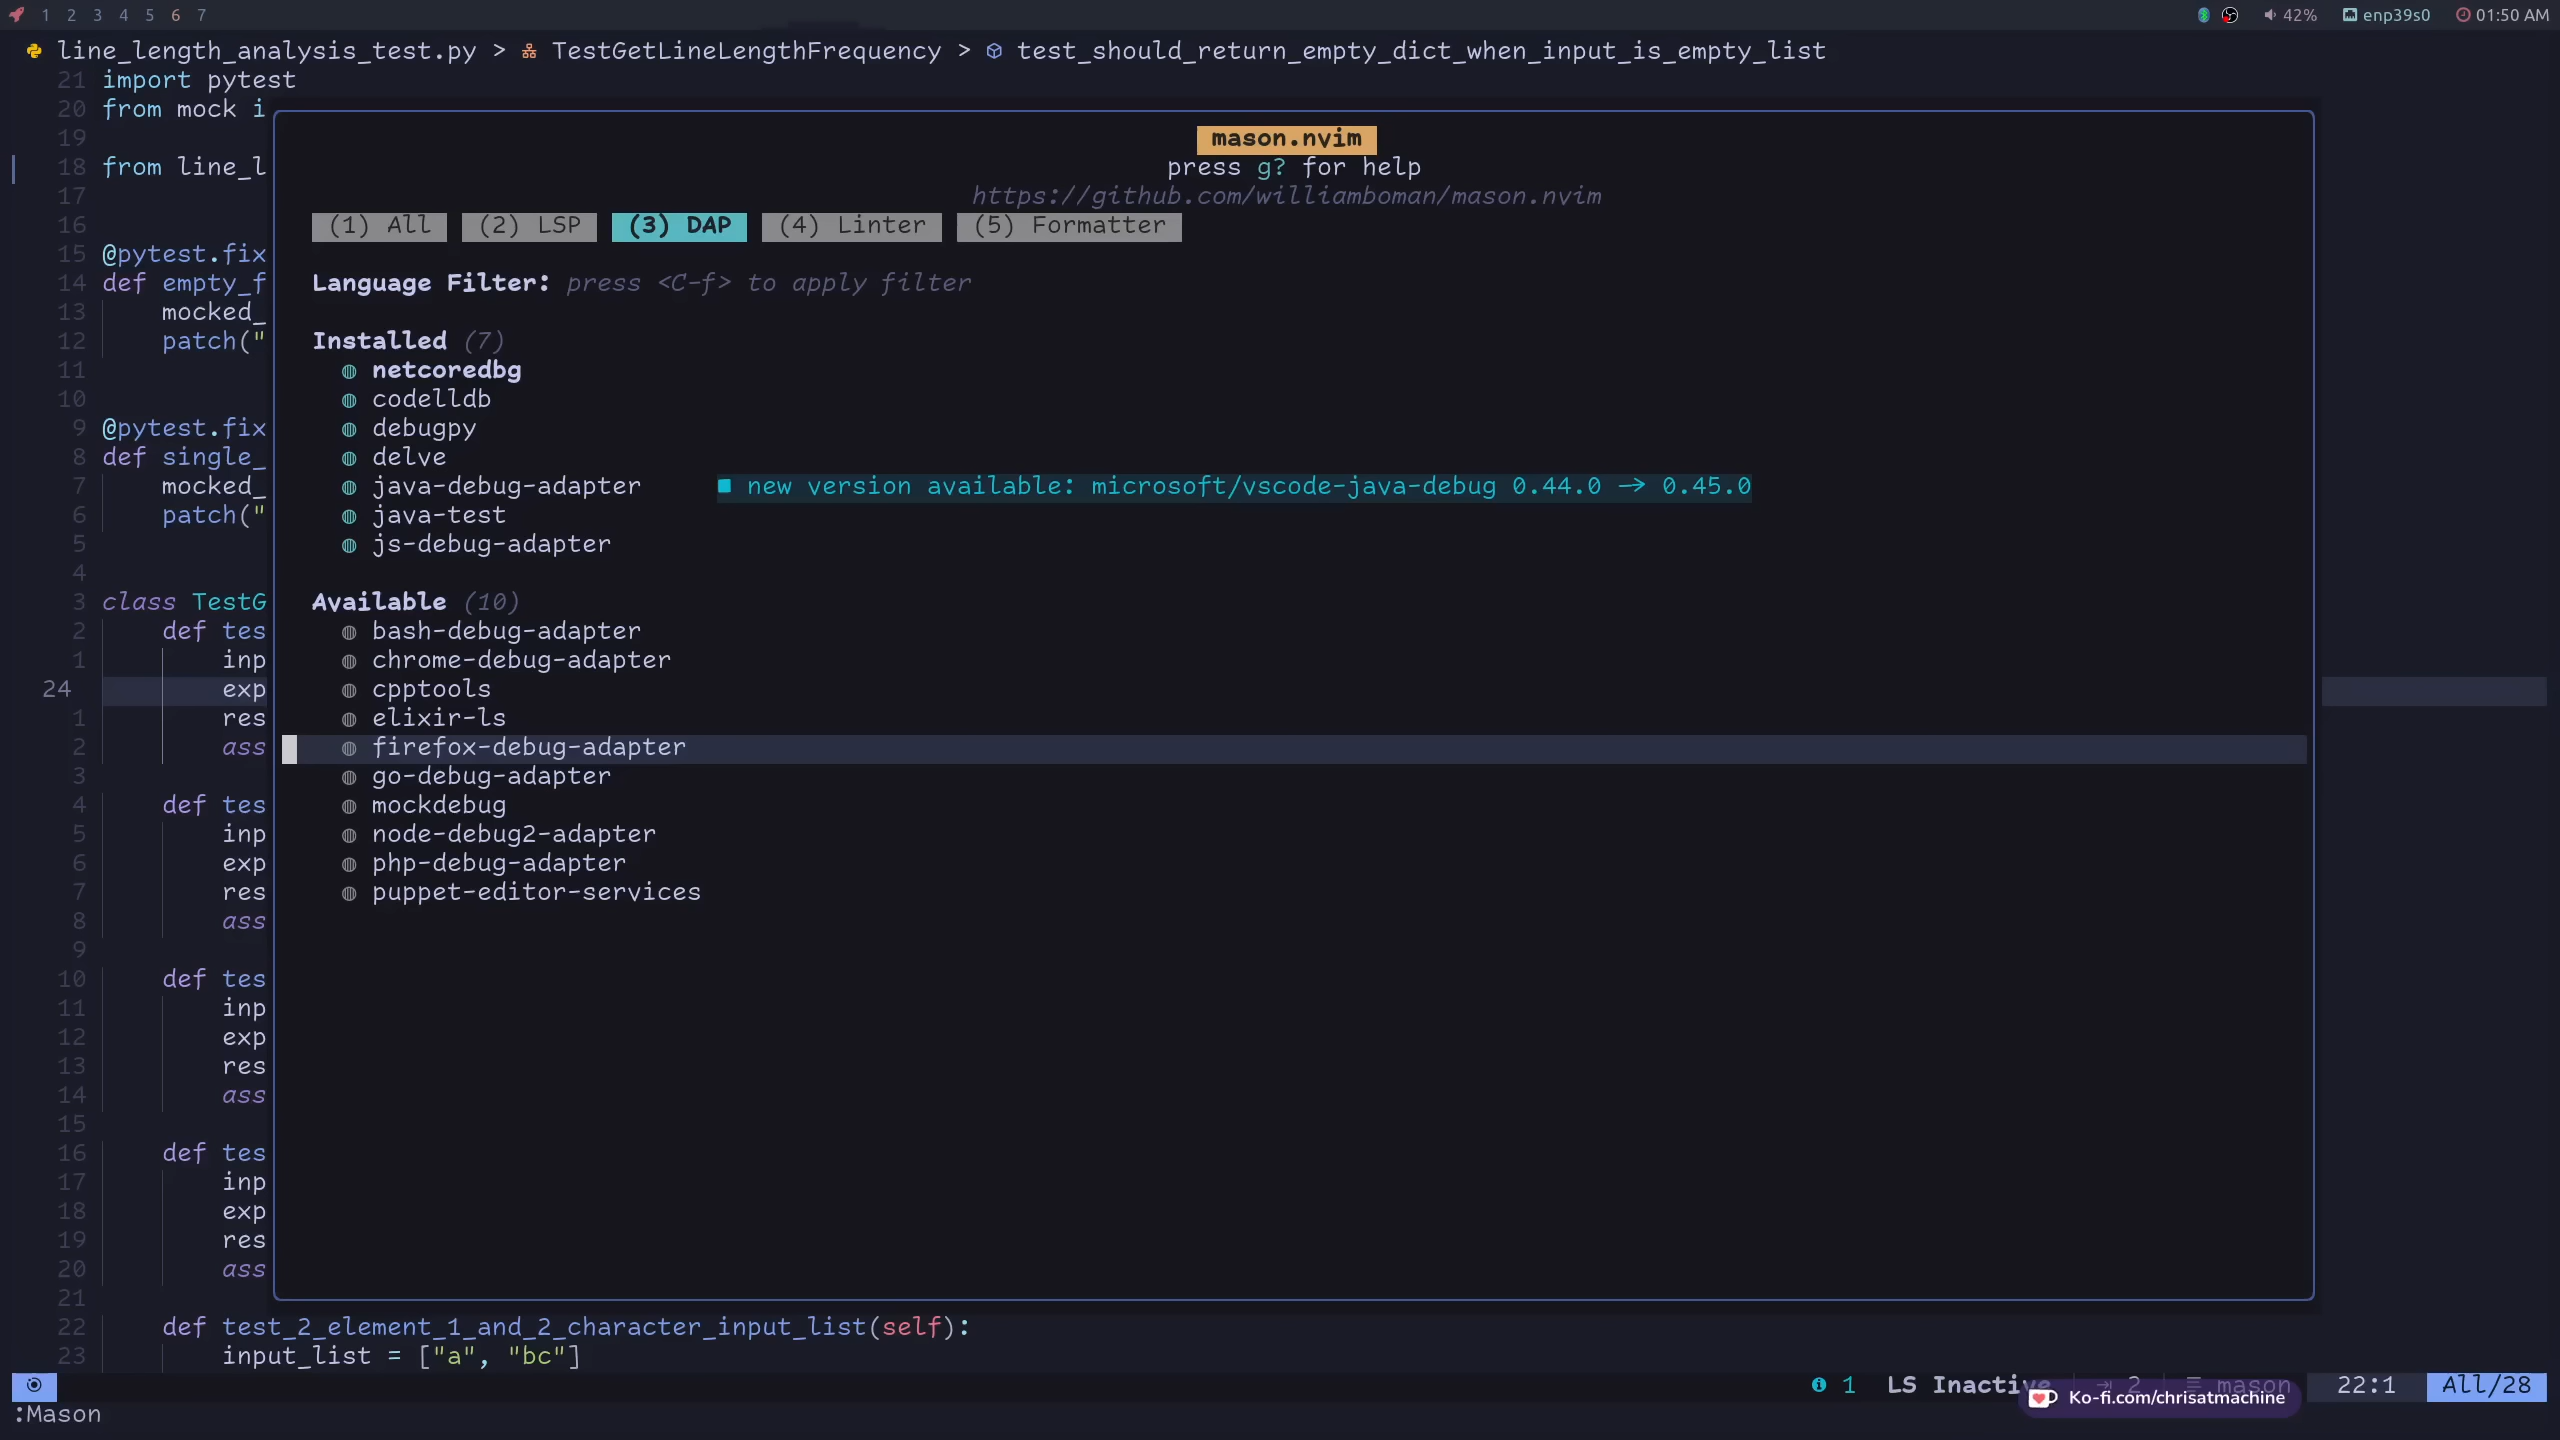 1 2 3 4 5 6 7 42% enp39s0 01:50 AM
line_length_analysis_test.py > TestGetLineLengthFrequency > test_should_return_empty_dict_when_input_is_empty_list
21 import pytest
20 from mock i
19
18 from line_l
17
16
15 @pytest.fix
14 def empty_f
13 mocked_
12 patch("
11
10
9 @pytest.fix
8 def single_
7 mocked_
6 patch("
5
4
3 class TestG
2 def tes
1 inp
24 exp
1 res
2 ass
3
4 def tes
5 inp
6 exp
7 res
8 ass
9
10 def tes
11 inp
12 exp
13 res
14 ass
15
16 def tes
17 inp
18 exp
19 res
20 ass
21
22 def test_2_element_1_and_2_character_input_list(self):
23 input_list = ["a", "bc"]
mason.nvim
press g? for help
https://github.com/williamboman/mason.nvim
(1) All (2) LSP (3) DAP (4) Linter (5) Formatter
Language Filter: press <C-f> to apply filter
Installed (7)
netcoredbg
codelldb
debugpy
delve
java-debug-adapter ■ new version available: microsoft/vscode-java-debug 0.44.0 → 0.45.0
java-test
js-debug-adapter
Available (10)
bash-debug-adapter
chrome-debug-adapter
cpptools
elixir-ls
firefox-debug-adapter
go-debug-adapter
mockdebug
node-debug2-adapter
php-debug-adapter
puppet-editor-services
1 LS Inactive 2 mason 22:1 All/28
Ko-fi.com/chrisatmachine
:Mason